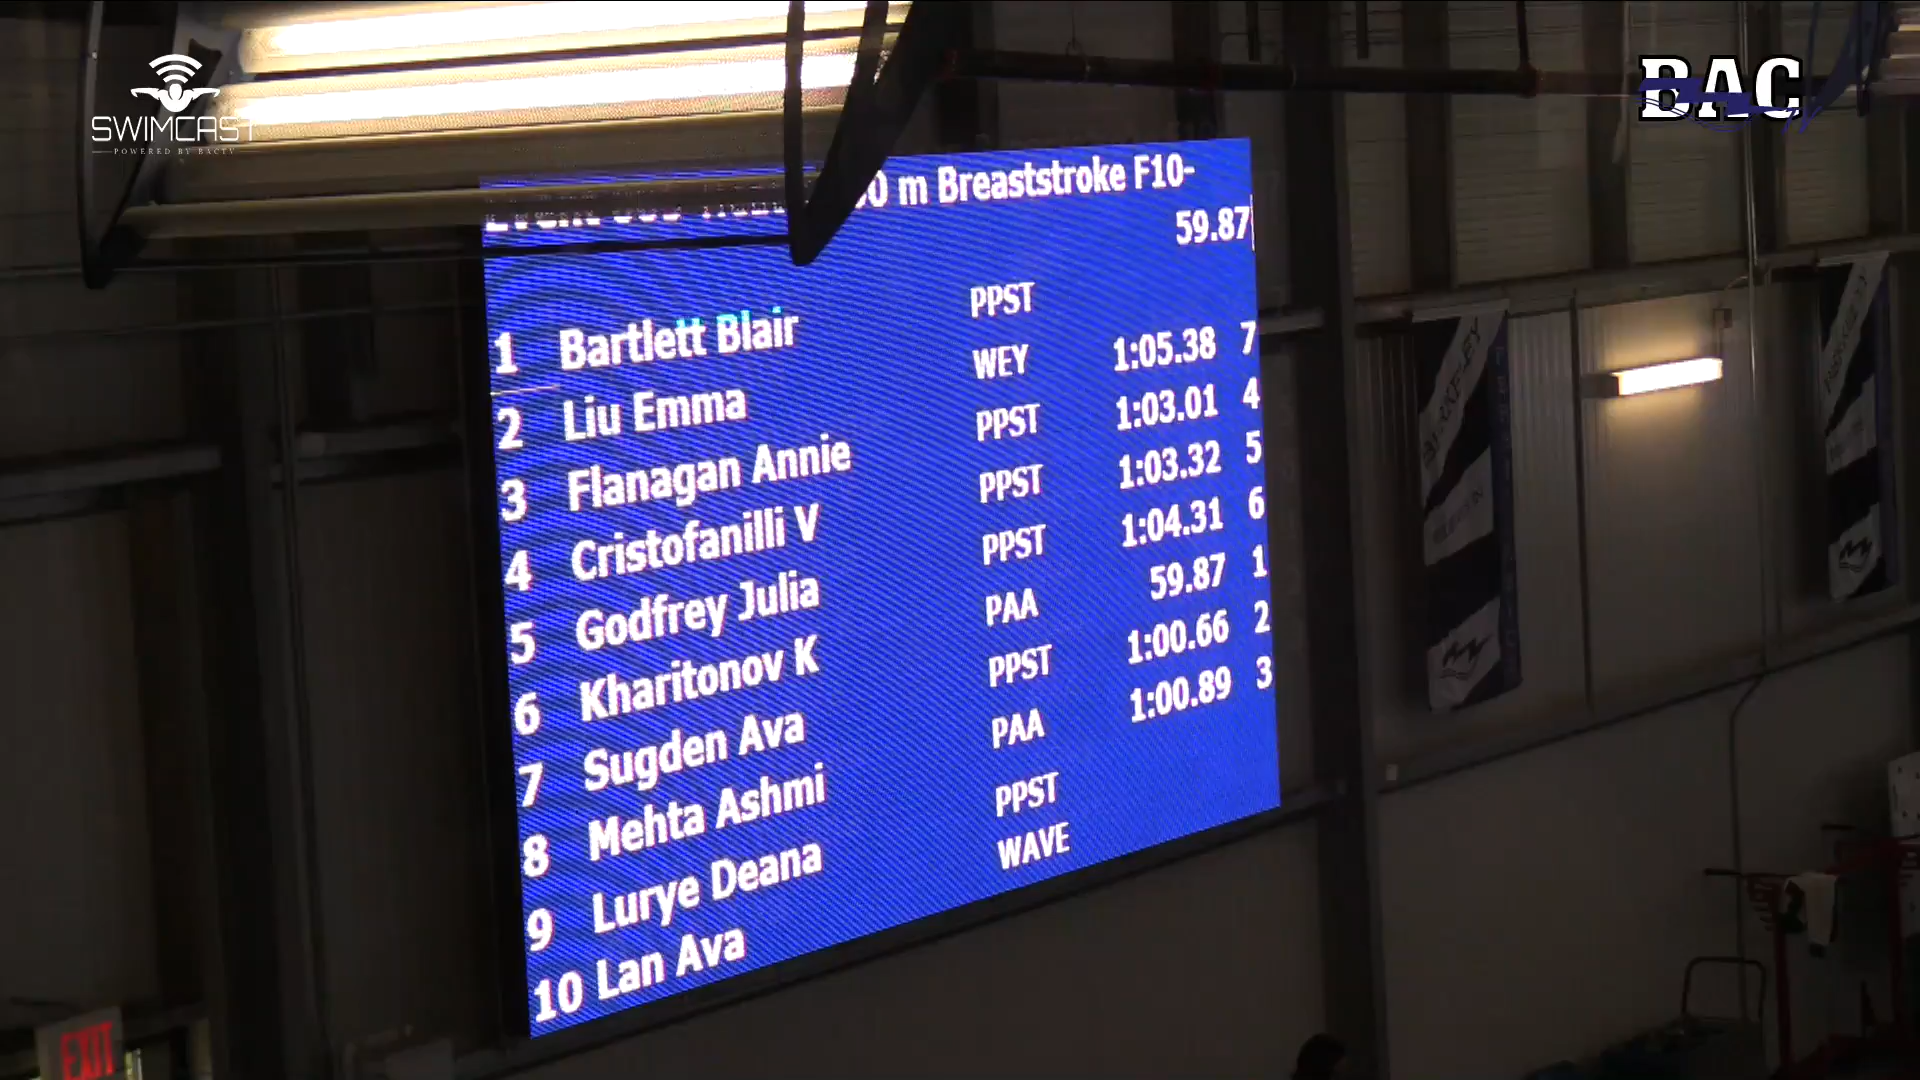 SWIMCAST
POWERED BY BACTV
BAC
m Breaststroke F10-
59.87
1 Bartlett Blair PPST
2 Liu Emma WEY 1:05.38 7
3 Flanagan Annie PPST 1:03.01 4
4 Cristofanilli V PPST 1:03.32 5
5 Godfrey Julia PPST 1:04.31 6
6 Kharitonov K PAA 59.87 1
7 Sugden Ava PPST 1:00.66 2
8 Mehta Ashmi PAA 1:00.89 3
9 Lurye Deana PPST
10 Lan Ava WAVE
EXIT